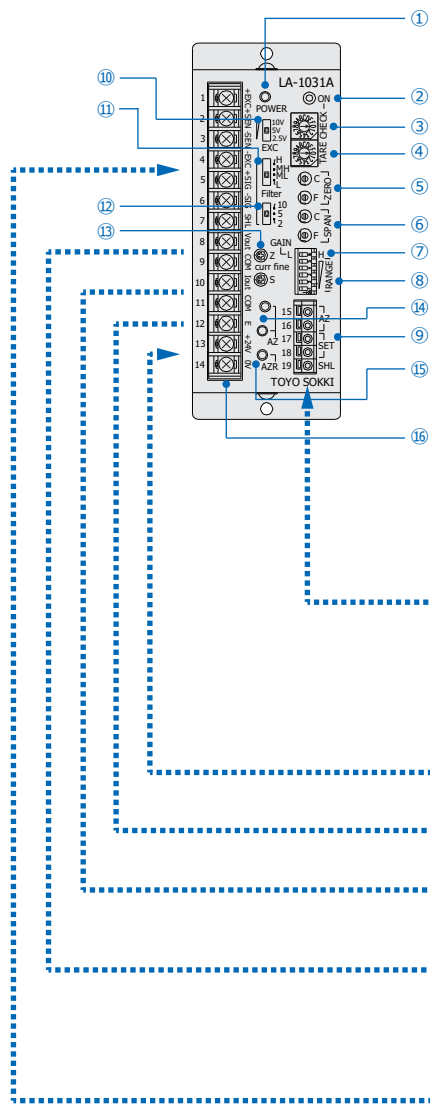 ①
LA-1031A
⑩
⑪
POWER
ON
②
1 +EXC
2 +SEN
3 -SEN
4 -EXC
5 +SIG
6 -SIG
7 SHL
8 Vout
9 COM
10 Iout
11 COM
12 E
13 +24V
14 0V
10V
5V
2.5V
EXC
CHECK
③
TARE
④
H
MH
ML
L
Filter
C
F
ZERO
⑤
⑫
10
5
2
C
F
SPAN
⑥
⑬
GAIN
L
H
⑦
Z
curr fine
S
RANGE
⑧
⑭
15
16
AZ
17
18
SET
⑨
19
SHL
AZ
AZR
⑮
TOYO SOKKI
⑯